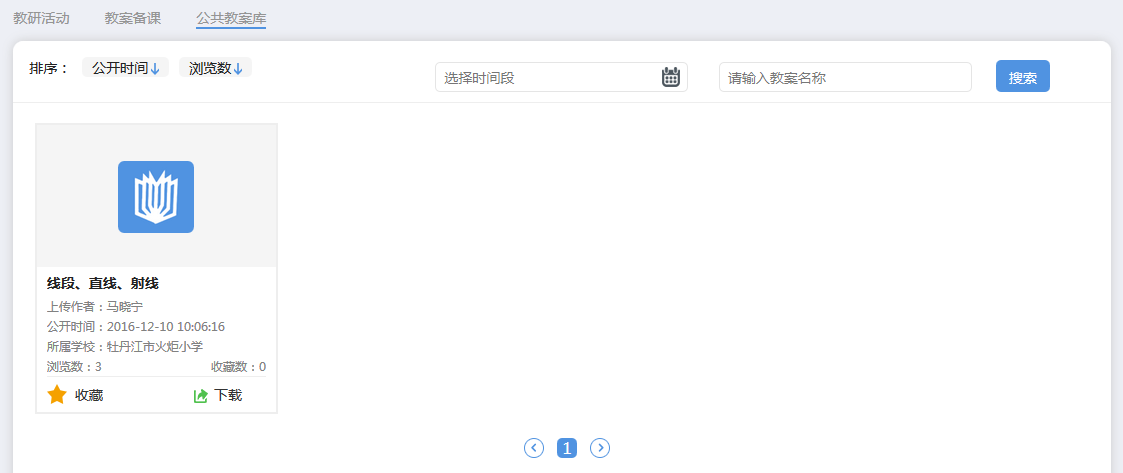 教研活动 教案备课 公共教案库
排序： 公开时间↓ 浏览数↓ 选择时间段 请输入教案名称 搜索
线段、直线、射线
上传作者：马晓宁
公开时间：2016-12-10 10:06:16
所属学校：牡丹江市火炬小学
浏览数：3 收藏数：0
收藏 下载
1